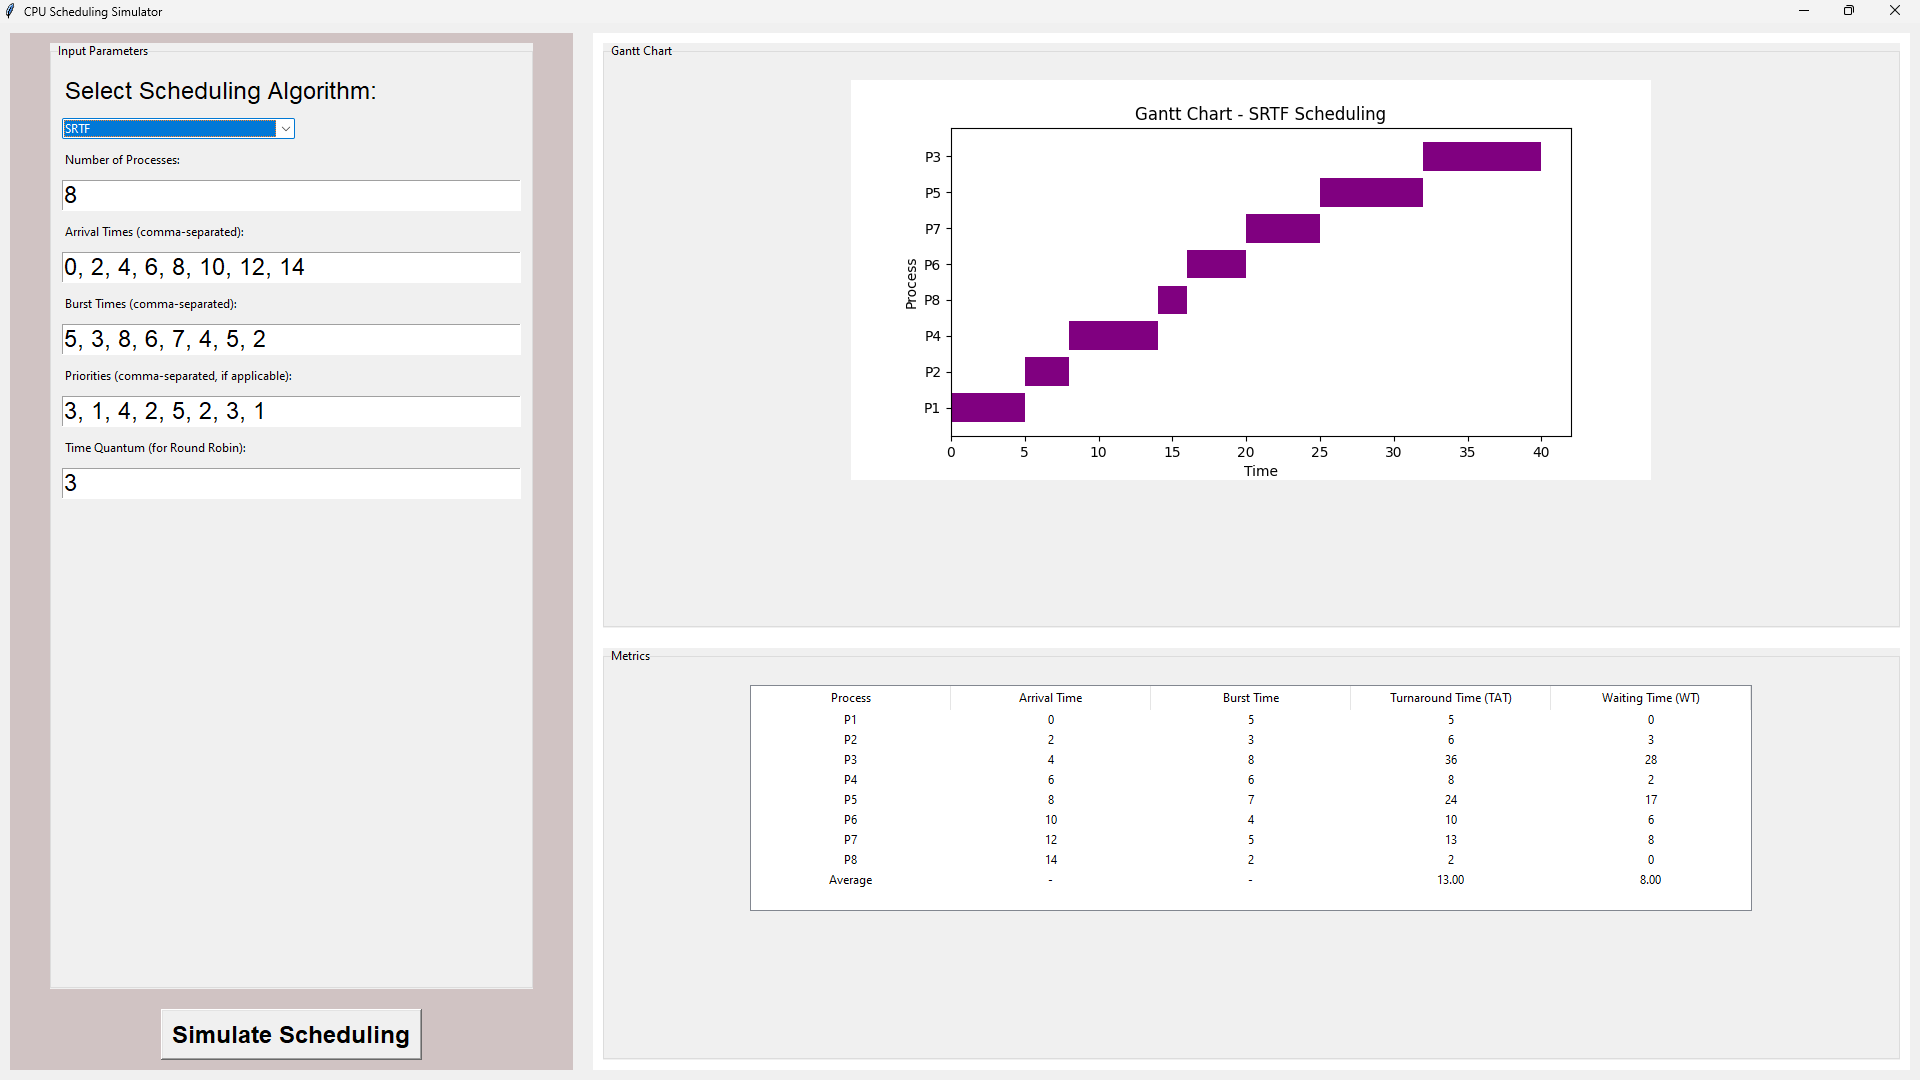 CPU Scheduling Simulator
Input Parameters
Select Scheduling Algorithm:
SRTF
Number of Processes:
8
Arrival Times (comma-separated):
0, 2, 4, 6, 8, 10, 12, 14
Burst Times (comma-separated):
5, 3, 8, 6, 7, 4, 5, 2
Priorities (comma-separated, if applicable):
3, 1, 4, 2, 5, 2, 3, 1
Time Quantum (for Round Robin):
3
Simulate Scheduling
Gantt Chart
Gantt Chart - SRTF Scheduling
Process
P3
P5
P7
P6
P8
P4
P2
P1
0 5 10 15 20 25 30 35 40
Time
Metrics
Process Arrival Time Burst Time Turnaround Time (TAT) Waiting Time (WT)
P1 0 5 5 0
P2 2 3 6 3
P3 4 8 36 28
P4 6 6 8 2
P5 8 7 24 17
P6 10 4 10 6
P7 12 5 13 8
P8 14 2 2 0
Average - - 13.00 8.00